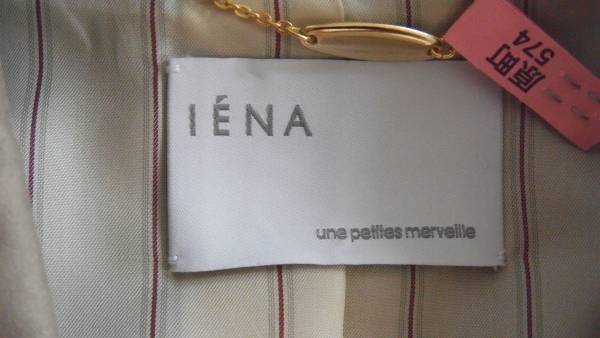 IÉNA
une petites merveille
原町
574